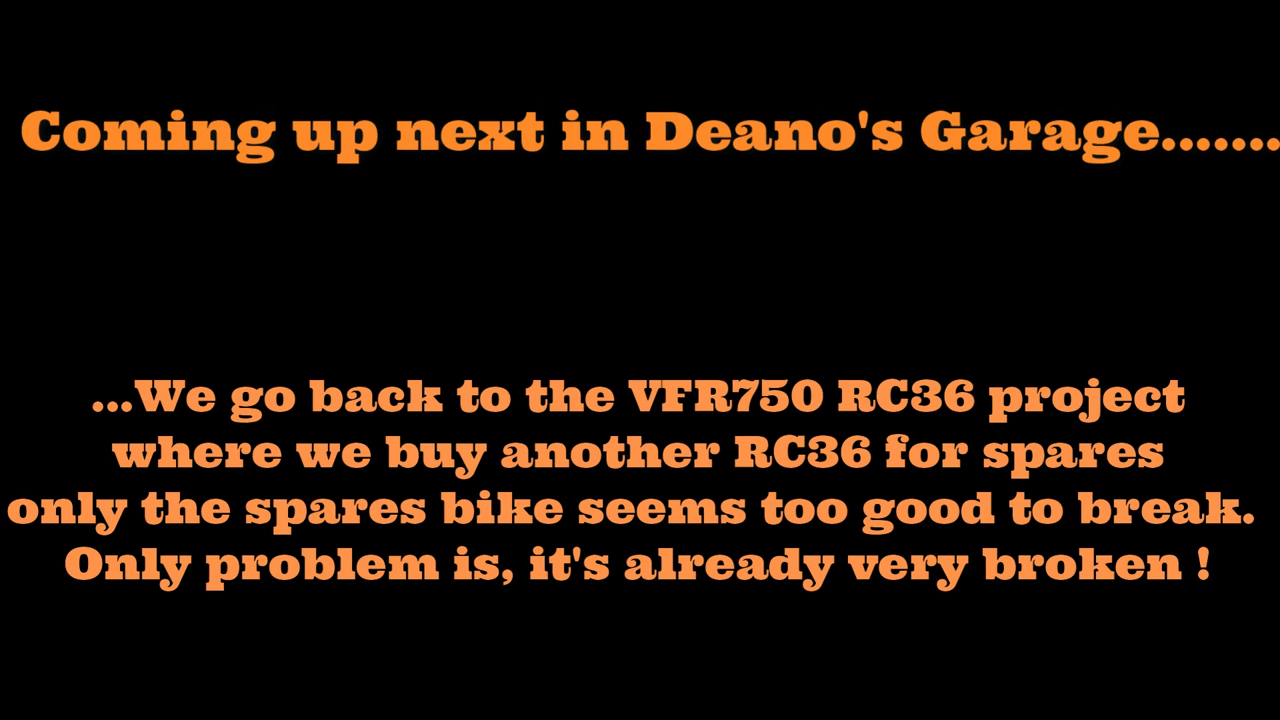 Coming up next in Deano's Garage.......
...We go back to the VFR750 RC36 project
where we buy another RC36 for spares
only the spares bike seems too good to break.
Only problem is, it's already very broken !